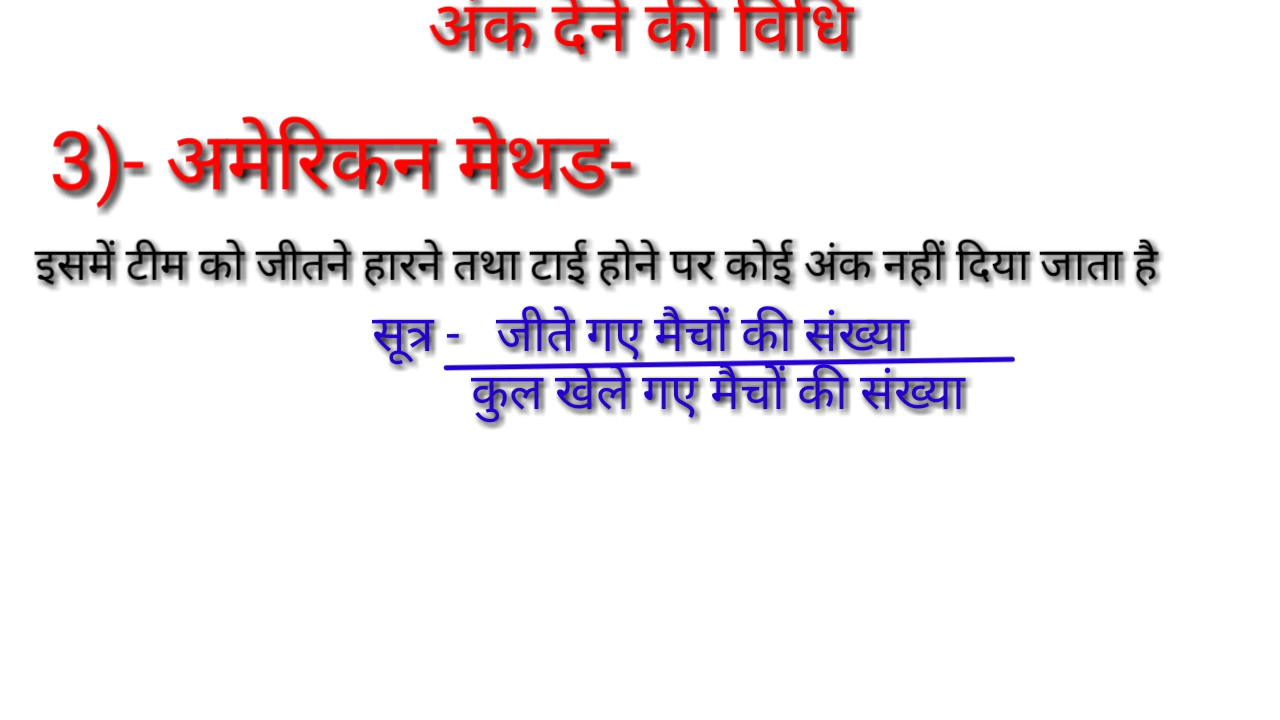 अंक देने की विधि
3)- अमेरिकन मेथड-
इसमें टीम को जीतने हारने तथा टाई होने पर कोई अंक नहीं दिया जाता है
सूत्र - जीते गए मैचों की संख्या
कुल खेले गए मैचों की संख्या